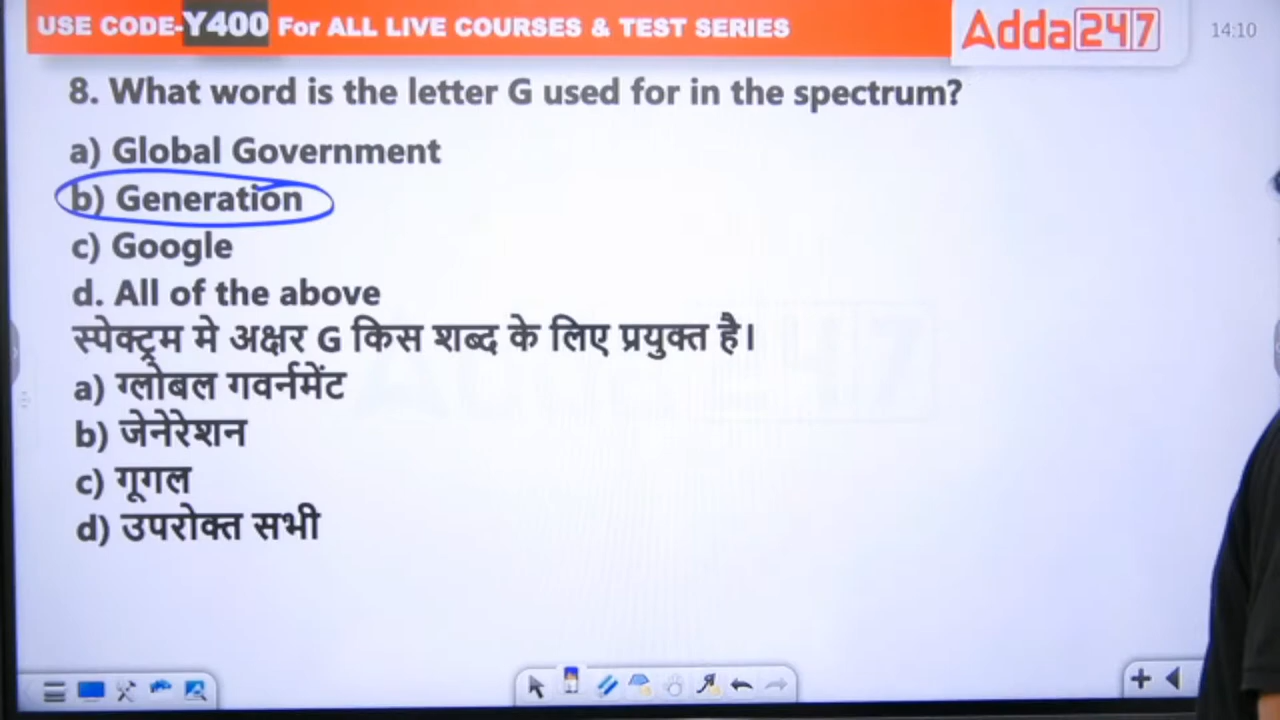 USE CODE-Y400 For ALL LIVE COURSES & TEST SERIES
Adda247
14:10
8. What word is the letter G used for in the spectrum?
a) Global Government
b) Generation
c) Google
d. All of the above
स्पेक्ट्रम मे अक्षर G किस शब्द के लिए प्रयुक्त है।
a) ग्लोबल गवर्नमेंट
b) जेनेरेशन
c) गूगल
d) उपरोक्त सभी